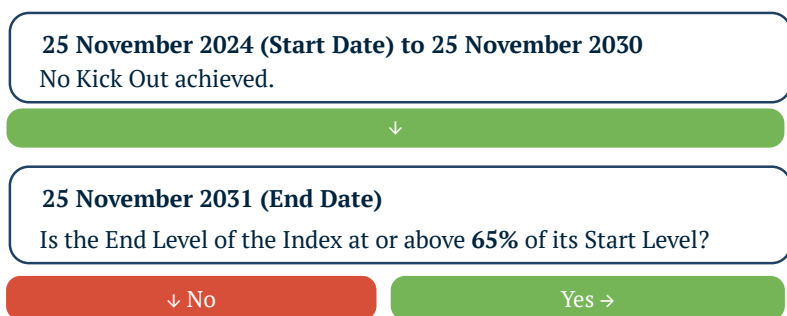 25 November 2024 (Start Date) to 25 November 2030
No Kick Out achieved.
↓
25 November 2031 (End Date)
Is the End Level of the Index at or above 65% of its Start Level?
↓ No
Yes →